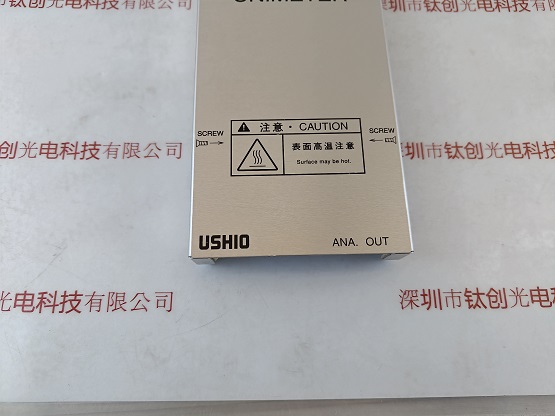 深圳市钛创光电科技有限公司
SCREW
注意・CAUTION
表面高温注意
Surface may be hot.
SCREW
创光电科技有限公司
圳市钛创光电科技有
USHIO
ANA. OUT
电科技有限公司
深圳市钛创光电科